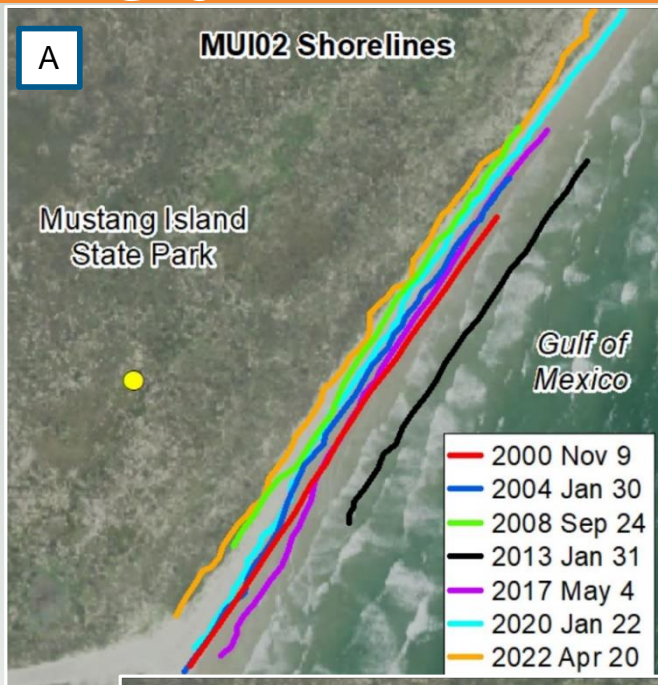 A
MUI02 Shorelines
Mustang Island
State Park
Gulf of
Mexico
2000 Nov 9
2004 Jan 30
2008 Sep 24
2013 Jan 31
2017 May 4
2020 Jan 22
2022 Apr 20